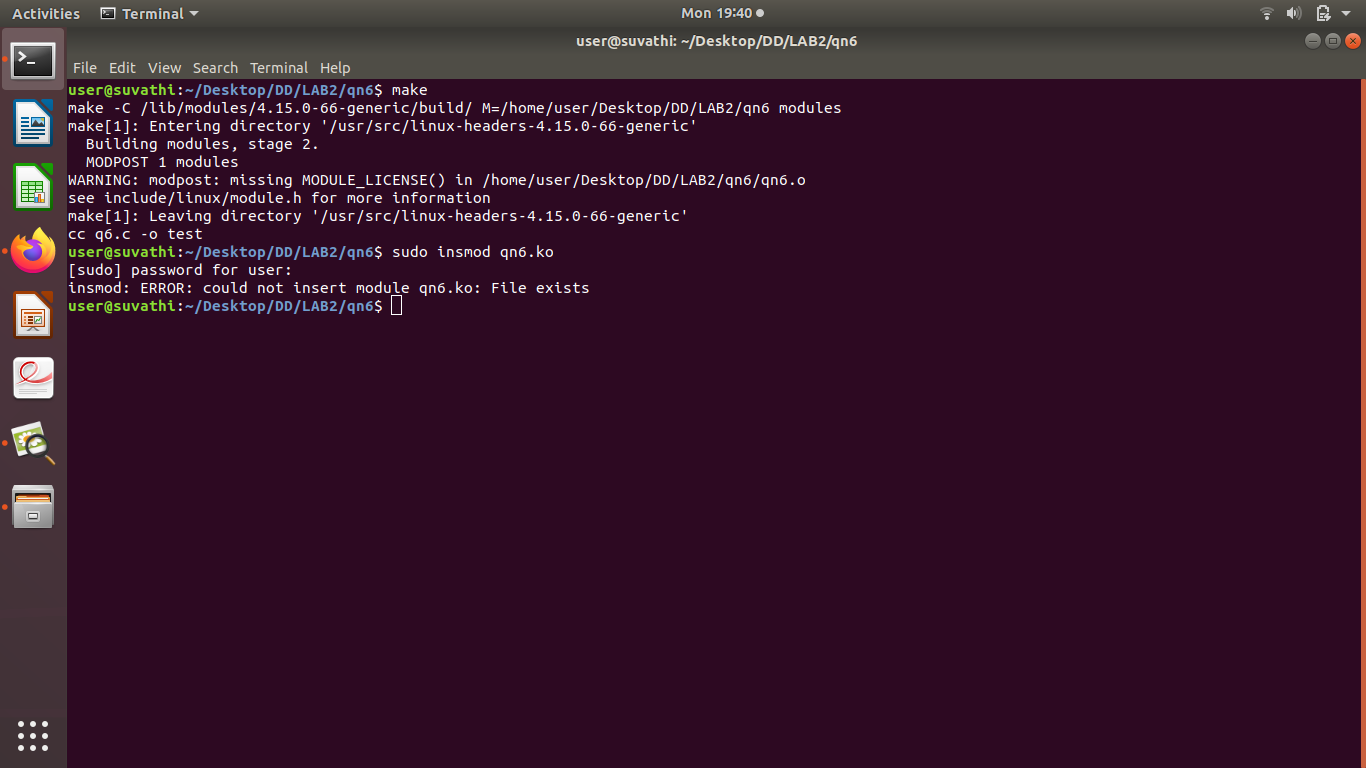 Activities Terminal Mon 19:40
user@suvathi: ~/Desktop/DD/LAB2/qn6
File Edit View Search Terminal Help
user@suvathi:~/Desktop/DD/LAB2/qn6$ make
make -C /lib/modules/4.15.0-66-generic/build/ M=/home/user/Desktop/DD/LAB2/qn6 modules
make[1]: Entering directory '/usr/src/linux-headers-4.15.0-66-generic'
  Building modules, stage 2.
  MODPOST 1 modules
WARNING: modpost: missing MODULE_LICENSE() in /home/user/Desktop/DD/LAB2/qn6/qn6.o
see include/linux/module.h for more information
make[1]: Leaving directory '/usr/src/linux-headers-4.15.0-66-generic'
cc q6.c -o test
user@suvathi:~/Desktop/DD/LAB2/qn6$ sudo insmod qn6.ko
[sudo] password for user:
insmod: ERROR: could not insert module qn6.ko: File exists
user@suvathi:~/Desktop/DD/LAB2/qn6$